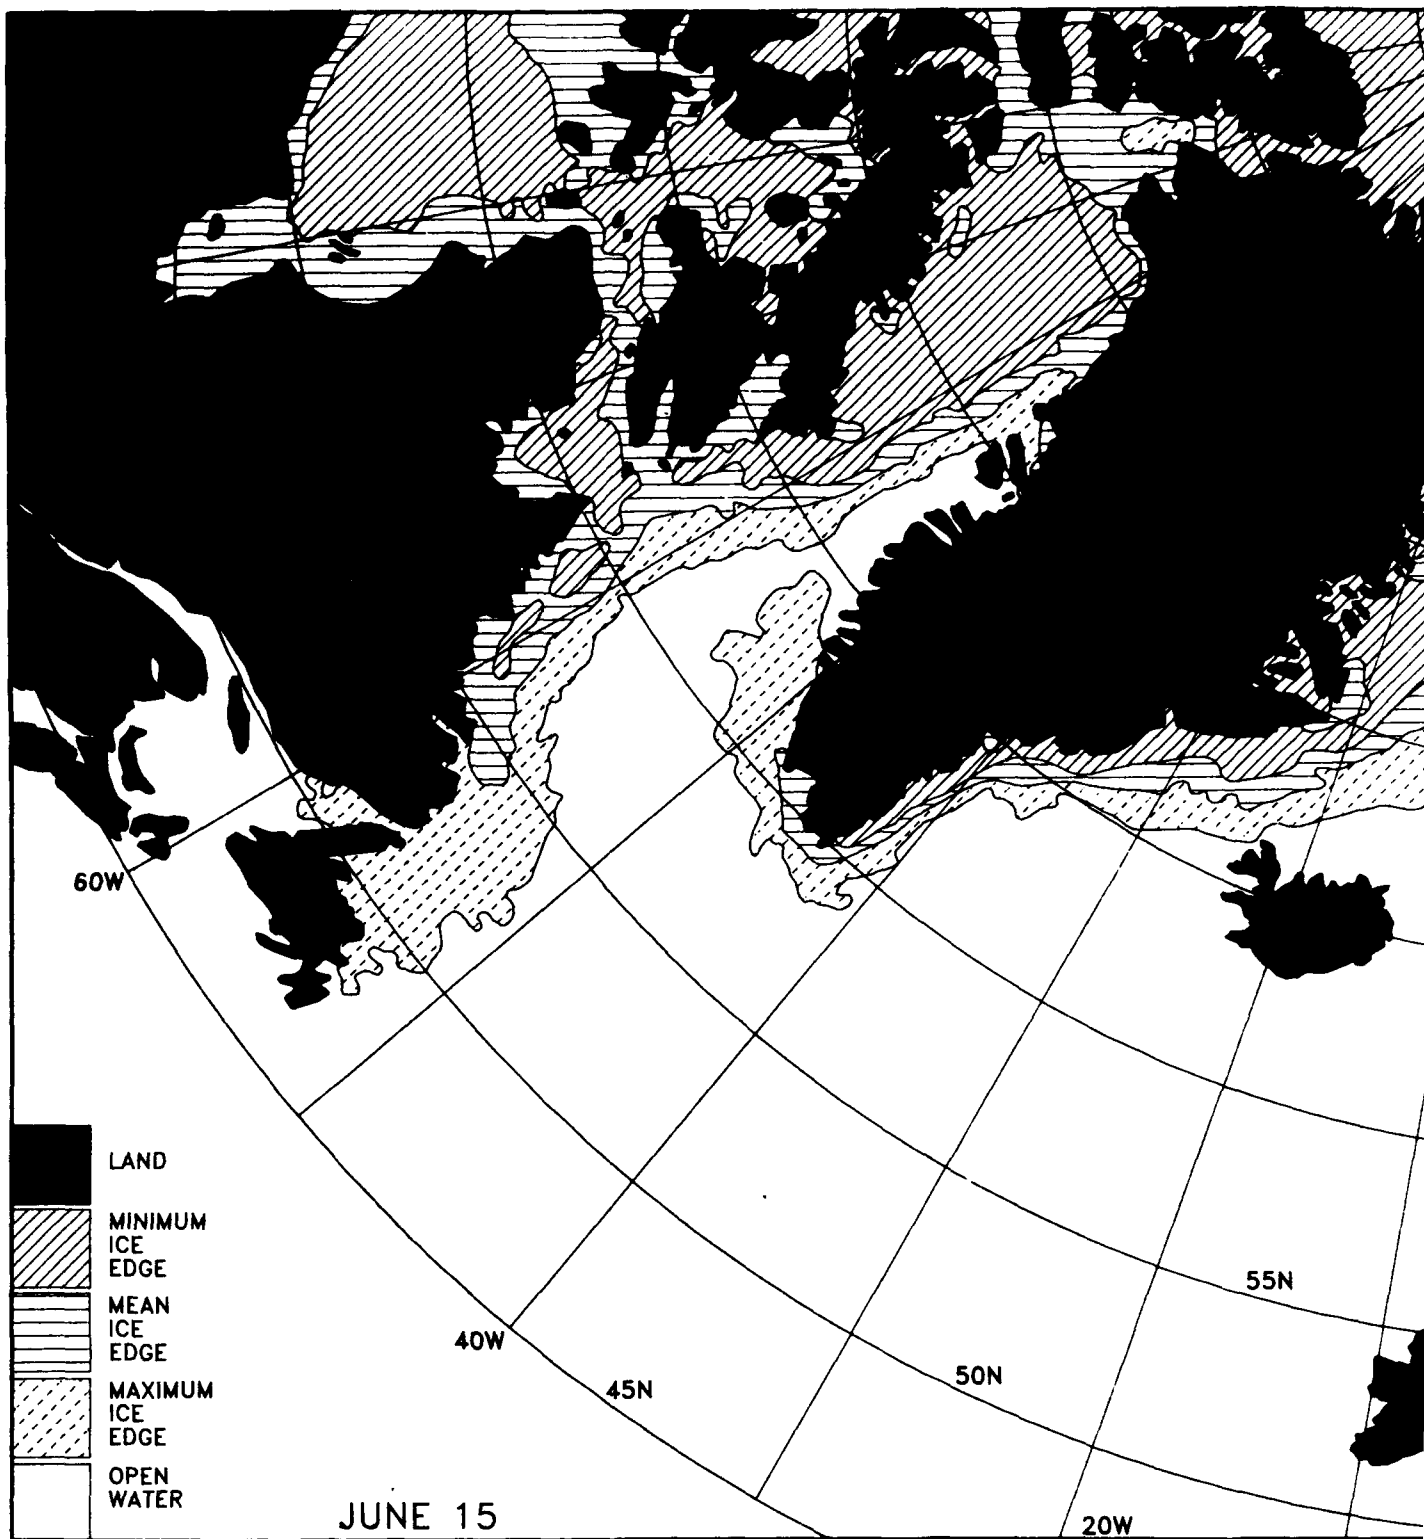 60W
LAND
MINIMUM
ICE
EDGE
MEAN
ICE
EDGE
MAXIMUM
ICE
EDGE
OPEN
WATER
JUNE 15
40W
45N
50N
55N
20W